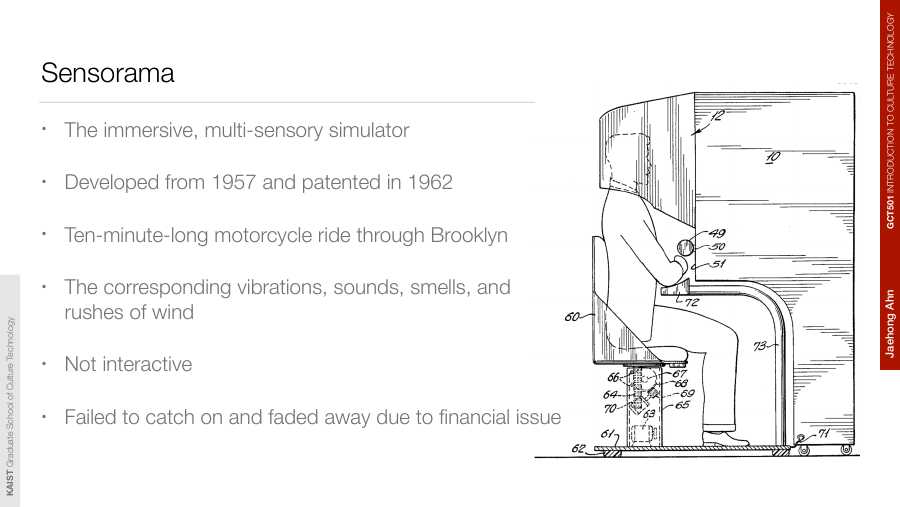 Sensorama
• The immersive, multi-sensory simulator
• Developed from 1957 and patented in 1962
• Ten-minute-long motorcycle ride through Brooklyn
• The corresponding vibrations, sounds, smells, and
rushes of wind
• Not interactive
• Failed to catch on and faded away due to financial issue
12
10
49
50
51
72
60
73
66
67
68
64
69
70
63
65
61
71
62
KAIST Graduate School of Culture Technology
GCT501 INTRODUCTION TO CULTURE TECHNOLOGY
Jaehong Ahn